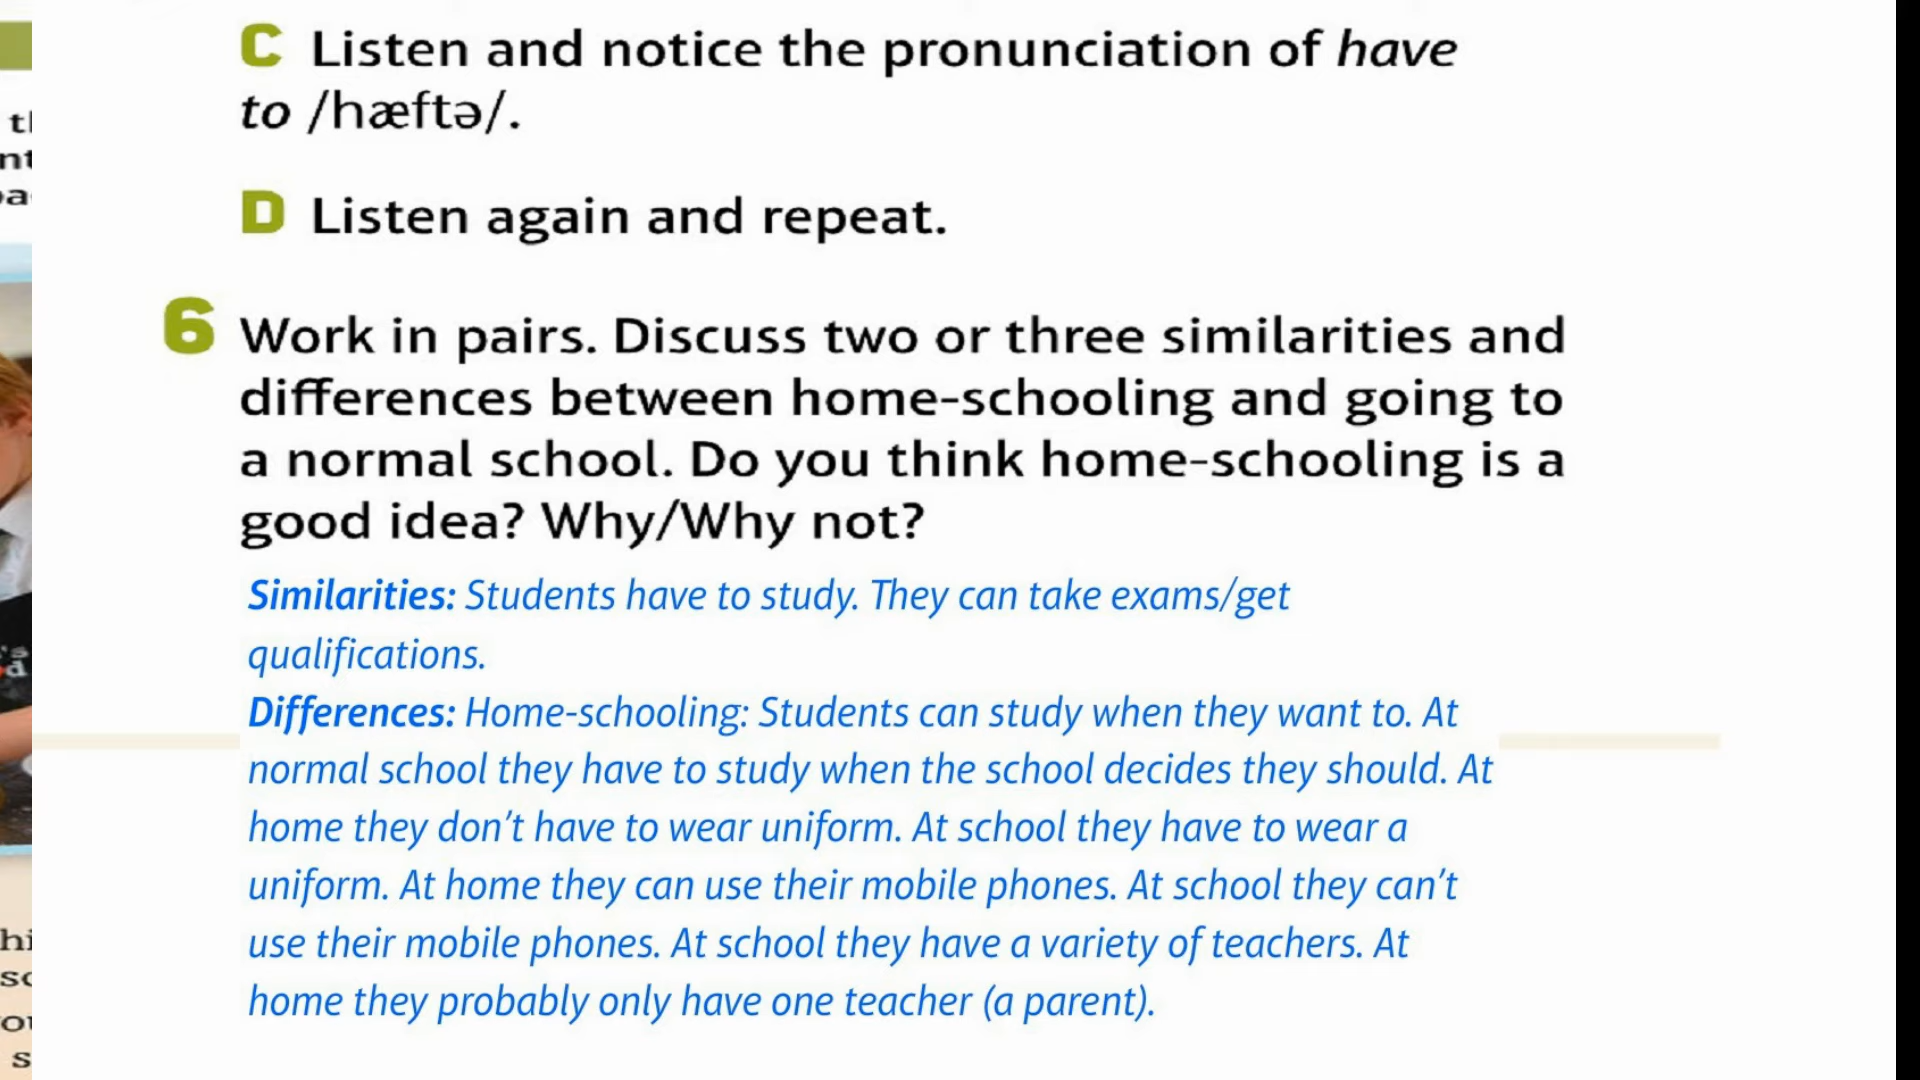 C Listen and notice the pronunciation of have
to /hæftə/.
D Listen again and repeat.
6 Work in pairs. Discuss two or three similarities and
differences between home-schooling and going to
a normal school. Do you think home-schooling is a
good idea? Why/Why not?
Similarities: Students have to study. They can take exams/get
qualifications.
Differences: Home-schooling: Students can study when they want to. At
normal school they have to study when the school decides they should. At
home they don't have to wear uniform. At school they have to wear a
uniform. At home they can use their mobile phones. At school they can't
use their mobile phones. At school they have a variety of teachers. At
home they probably only have one teacher (a parent).